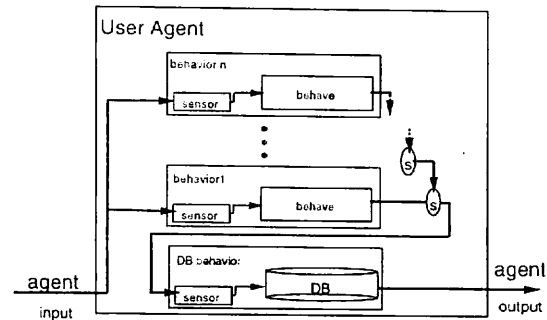 User Agent
behavior n
sensor
behave
S
behavior1
sensor
behave
S
DB behavior
sensor
DB
agent
input
agent
output